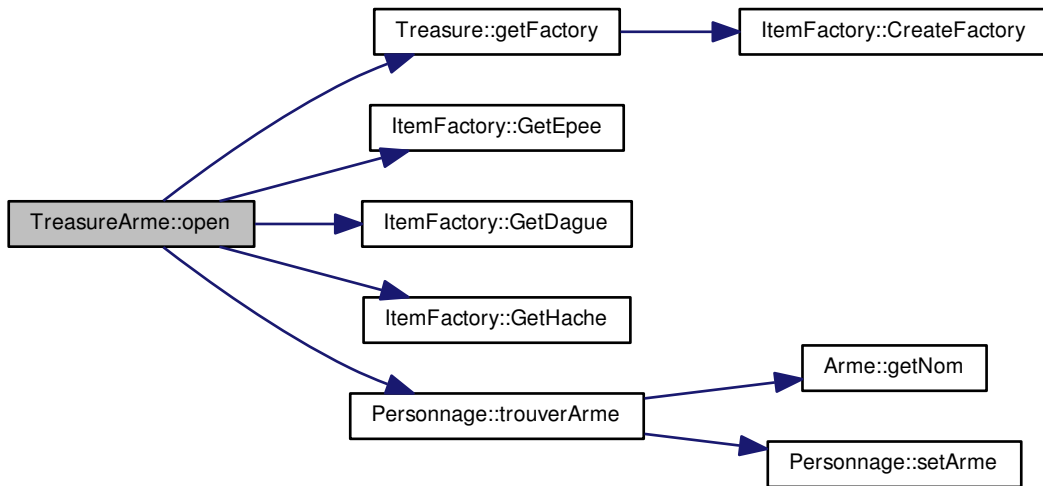 Treasure::getFactory
ItemFactory::CreateFactory
ItemFactory::GetEpee
TreasureArme::open
ItemFactory::GetDague
ItemFactory::GetHache
Arme::getNom
Personnage::trouverArme
Personnage::setArme